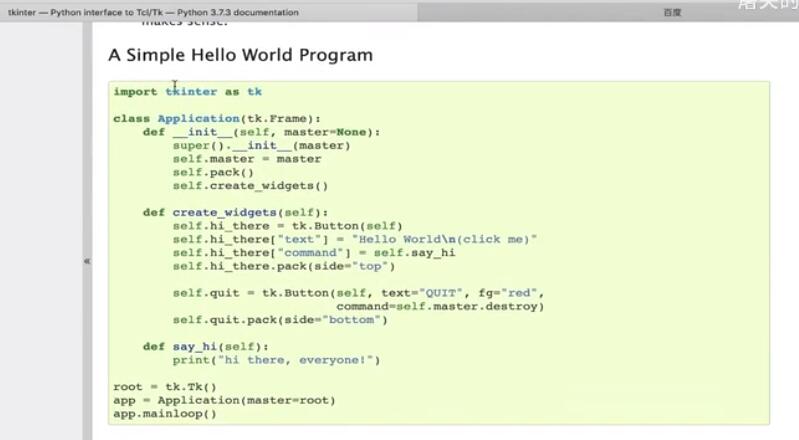 tkinter — Python interface to Tcl/Tk — Python 3.7.3 documentation
百度
makes sense.
A Simple Hello World Program
import tkinter as tk
class Application(tk.Frame):
    def __init__(self, master=None):
        super().__init__(master)
        self.master = master
        self.pack()
        self.create_widgets()
    def create_widgets(self):
        self.hi_there = tk.Button(self)
        self.hi_there["text"] = "Hello World\n(click me)"
        self.hi_there["command"] = self.say_hi
        self.hi_there.pack(side="top")
«
        self.quit = tk.Button(self, text="QUIT", fg="red",
                              command=self.master.destroy)
        self.quit.pack(side="bottom")
    def say_hi(self):
        print("hi there, everyone!")
root = tk.Tk()
app = Application(master=root)
app.mainloop()